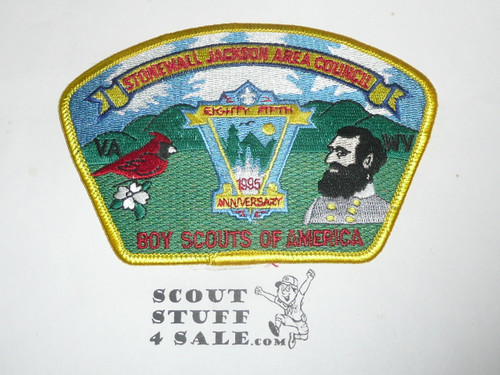 STONEWALL JACKSON AREA COUNCIL
EIGHTY FIFTH
VA
WV
1995
ANNIVERSARY
BOY SCOUTS OF AMERICA
SCOUT
STUFF
4 SALE.com